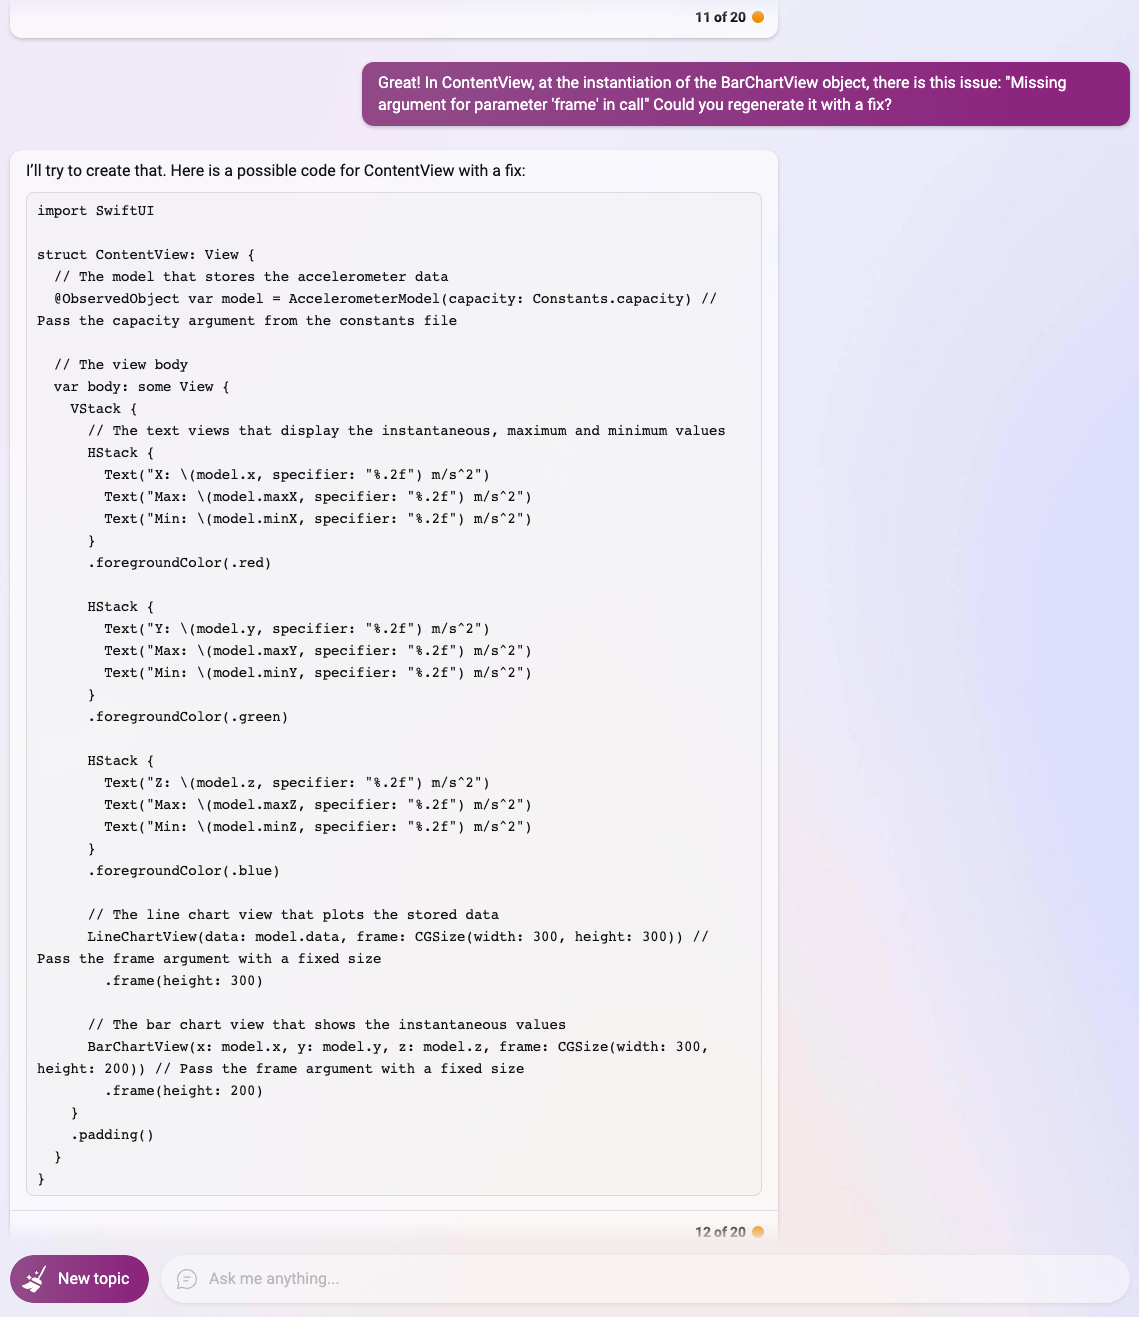 11 of 20
Great! In ContentView, at the instantiation of the BarChartView object, there is this issue: "Missing
argument for parameter 'frame' in call" Could you regenerate it with a fix?
I'll try to create that. Here is a possible code for ContentView with a fix:
import SwiftUI
struct ContentView: View {
// The model that stores the accelerometer data
@ObservedObject var model = AccelerometerModel(capacity: Constants.capacity) //
Pass the capacity argument from the constants file
// The view body
var body: some View {
VStack {
// The text views that display the instantaneous, maximum and minimum values
HStack {
Text("X: \(model.x, specifier: "%.2f") m/s^2")
Text("Max: \(model.maxX, specifier: "%.2f") m/s^2")
Text("Min: \(model.minX, specifier: "%.2f") m/s^2")
}
.foregroundColor(.red)
HStack {
Text("Y: \(model.y, specifier: "%.2f") m/s^2")
Text("Max: \(model.maxY, specifier: "%.2f") m/s^2")
Text("Min: \(model.minY, specifier: "%.2f") m/s^2")
}
.foregroundColor(.green)
HStack {
Text("Z: \(model.z, specifier: "%.2f") m/s^2")
Text("Max: \(model.maxZ, specifier: "%.2f") m/s^2")
Text("Min: \(model.minZ, specifier: "%.2f") m/s^2")
}
.foregroundColor(.blue)
// The line chart view that plots the stored data
LineChartView(data: model.data, frame: CGSize(width: 300, height: 300)) //
Pass the frame argument with a fixed size
.frame(height: 300)
// The bar chart view that shows the instantaneous values
BarChartView(x: model.x, y: model.y, z: model.z, frame: CGSize(width: 300,
height: 200)) // Pass the frame argument with a fixed size
.frame(height: 200)
}
.padding()
}
}
12 of 20
New topic
Ask me anything...